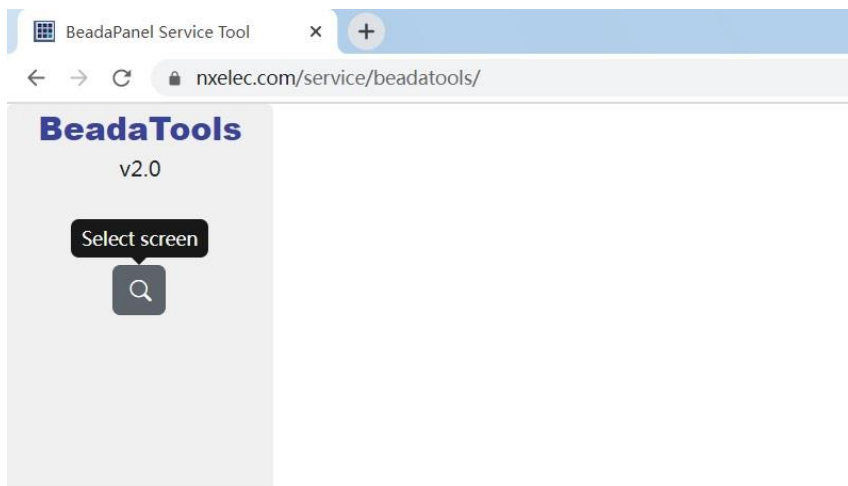 BeadaPanel Service Tool
nxelec.com/service/beadatools/
BeadaTools
v2.0
Select screen